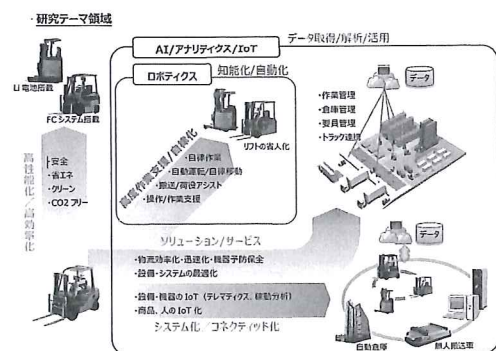 ・研究テーマ領域
AI/アナリティクス/IoT
データ取得/解析/活用
ロボティクス
知能化/自動化
Li電池搭載
FCシステム搭載
リフトの省人化
高度作業支援/自律化
・自律作業
・自動運転/自律移動
・搬送/荷役アシスト
・操作/作業支援
データ
・作業管理
・倉庫管理
・要員管理
・トラック連携
高性能化/高効率化
・安全
・省エネ
・クリーン
・CO2フリー
ソリューション/サービス
・物流効率化・迅速化・機器予防保全
・設備・システムの最適化
・設備・機器のIoT（テレマティクス、稼動分析）
・商品、人のIoT化
システム化/コネクティッド化
データ
自動倉庫
無人搬送車